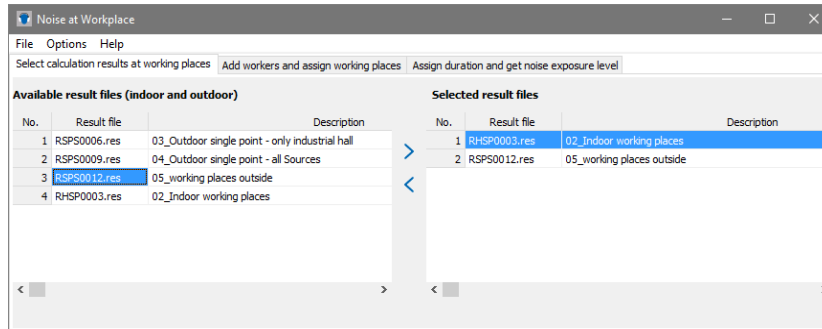 Noise at Workplace
File Options Help
Select calculation results at working places Add workers and assign working places Assign duration and get noise exposure level
Available result files (indoor and outdoor)
No. Result file Description
1 RSPS0006.res 03_Outdoor single point - only industrial hall
2 RSPS0009.res 04_Outdoor single point - all Sources
3 RSPS0012.res 05_working places outside
4 RHSP0003.res 02_Indoor working places
Selected result files
No. Result file Description
1 RHSP0003.res 02_Indoor working places
2 RSPS0012.res 05_working places outside